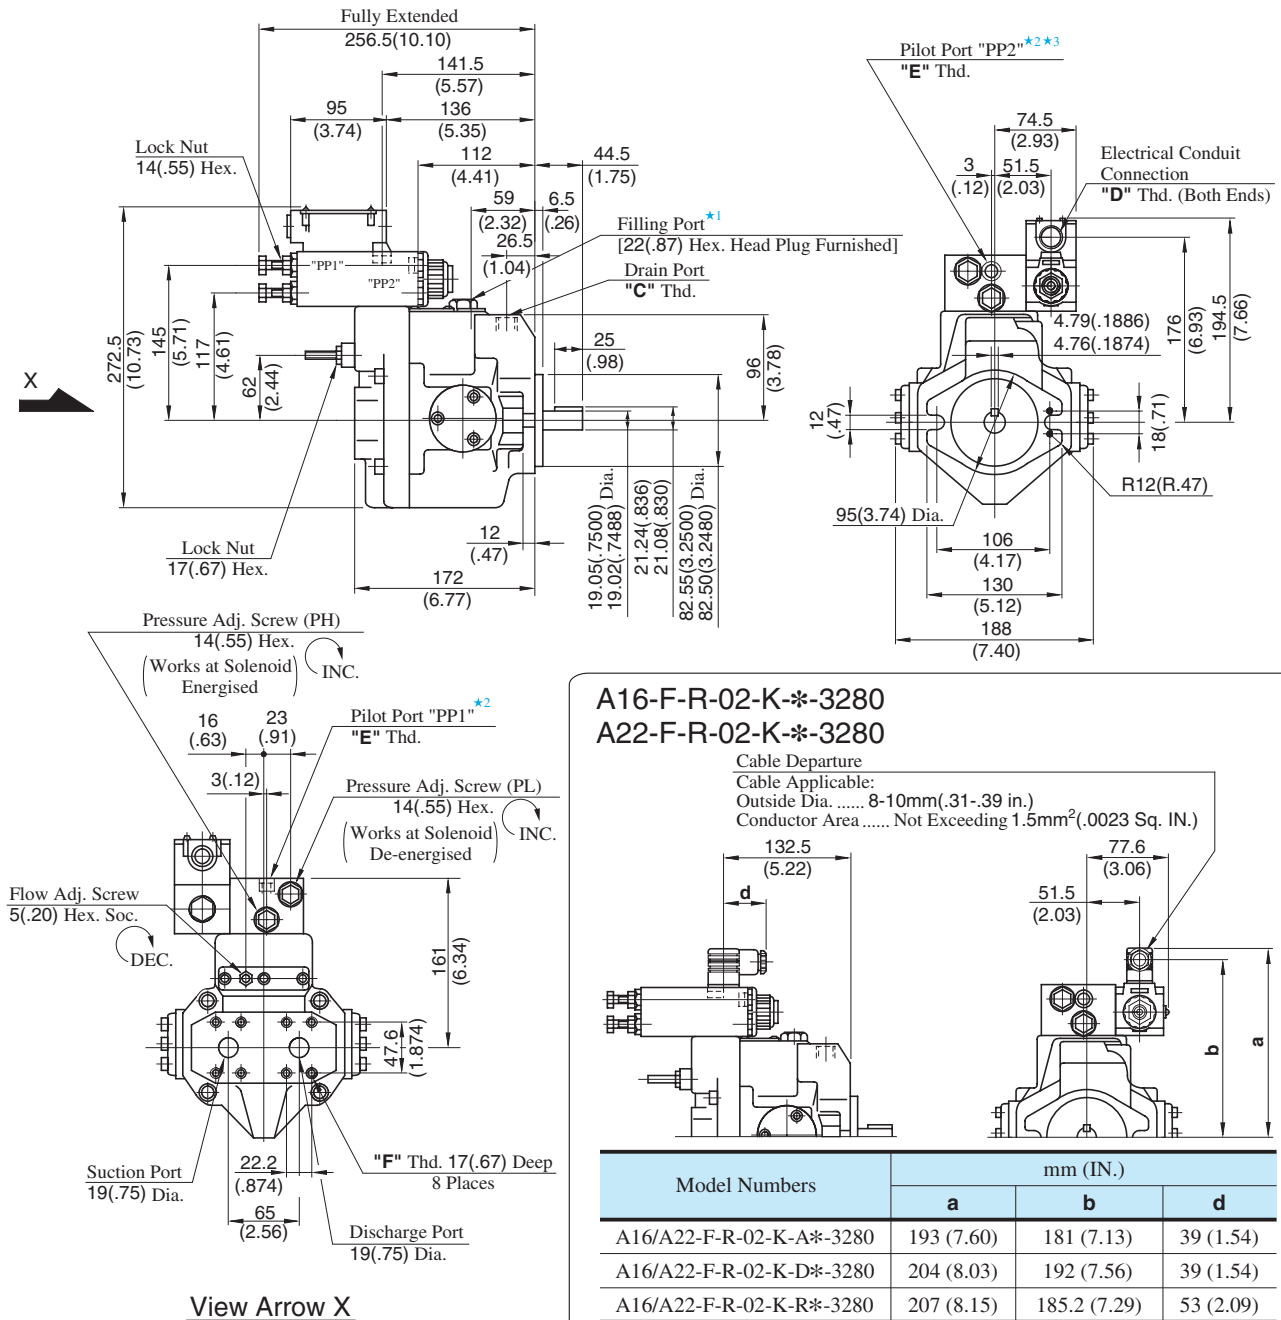 Fully Extended
256.5(10.10)
141.5
(5.57)
95
(3.74)
136
(5.35)
Lock Nut
14(.55) Hex.
112
(4.41)
44.5
(1.75)
59
(2.32)
6.5
(.26)
26.5
(1.04)
Filling Port★1
[22(.87) Hex. Head Plug Furnished]
Drain Port
"C" Thd.
"PP1"
"PP2"
272.5
(10.73)
145
(5.71)
117
(4.61)
62
(2.44)
25
(.98)
96
(3.78)
X
12
(.47)
172
(6.77)
Lock Nut
17(.67) Hex.
19.05(.7500) Dia.
19.02(.7488) Dia.
21.24(.836)
21.08(.830)
82.55(3.2500) Dia.
82.50(3.2480) Dia.
Pilot Port "PP2"★2★3
"E" Thd.
74.5
(2.93)
3
(.12)
51.5
(2.03)
Electrical Conduit
Connection
"D" Thd. (Both Ends)
4.79(.1886)
4.76(.1874)
176
(6.93)
194.5
(7.66)
12
(.47)
18(.71)
R12(R.47)
95(3.74) Dia.
106
(4.17)
130
(5.12)
188
(7.40)
Pressure Adj. Screw (PH)
14(.55) Hex.
(Works at Solenoid
Energised)
INC.
16
(.63)
23
(.91)
Pilot Port "PP1"★2
"E" Thd.
3(.12)
Pressure Adj. Screw (PL)
14(.55) Hex.
(Works at Solenoid
De-energised)
INC.
Flow Adj. Screw
5(.20) Hex. Soc.
DEC.
161
(6.34)
47.6
(1.874)
Suction Port
19(.75) Dia.
22.2
(.874)
65
(2.56)
"F" Thd. 17(.67) Deep
8 Places
Discharge Port
19(.75) Dia.
View Arrow X
A16-F-R-02-K-✻-3280
A22-F-R-02-K-✻-3280
Cable Departure
Cable Applicable:
Outside Dia. ...... 8-10mm(.31-.39 in.)
Conductor Area ...... Not Exceeding 1.5mm²(.0023 Sq. IN.)
132.5
(5.22)
d
77.6
(3.06)
51.5
(2.03)
b
a
Model Numbers mm (IN.)
a b d
A16/A22-F-R-02-K-A✻-3280 193 (7.60) 181 (7.13) 39 (1.54)
A16/A22-F-R-02-K-D✻-3280 204 (8.03) 192 (7.56) 39 (1.54)
A16/A22-F-R-02-K-R✻-3280 207 (8.15) 185.2 (7.29) 53 (2.09)